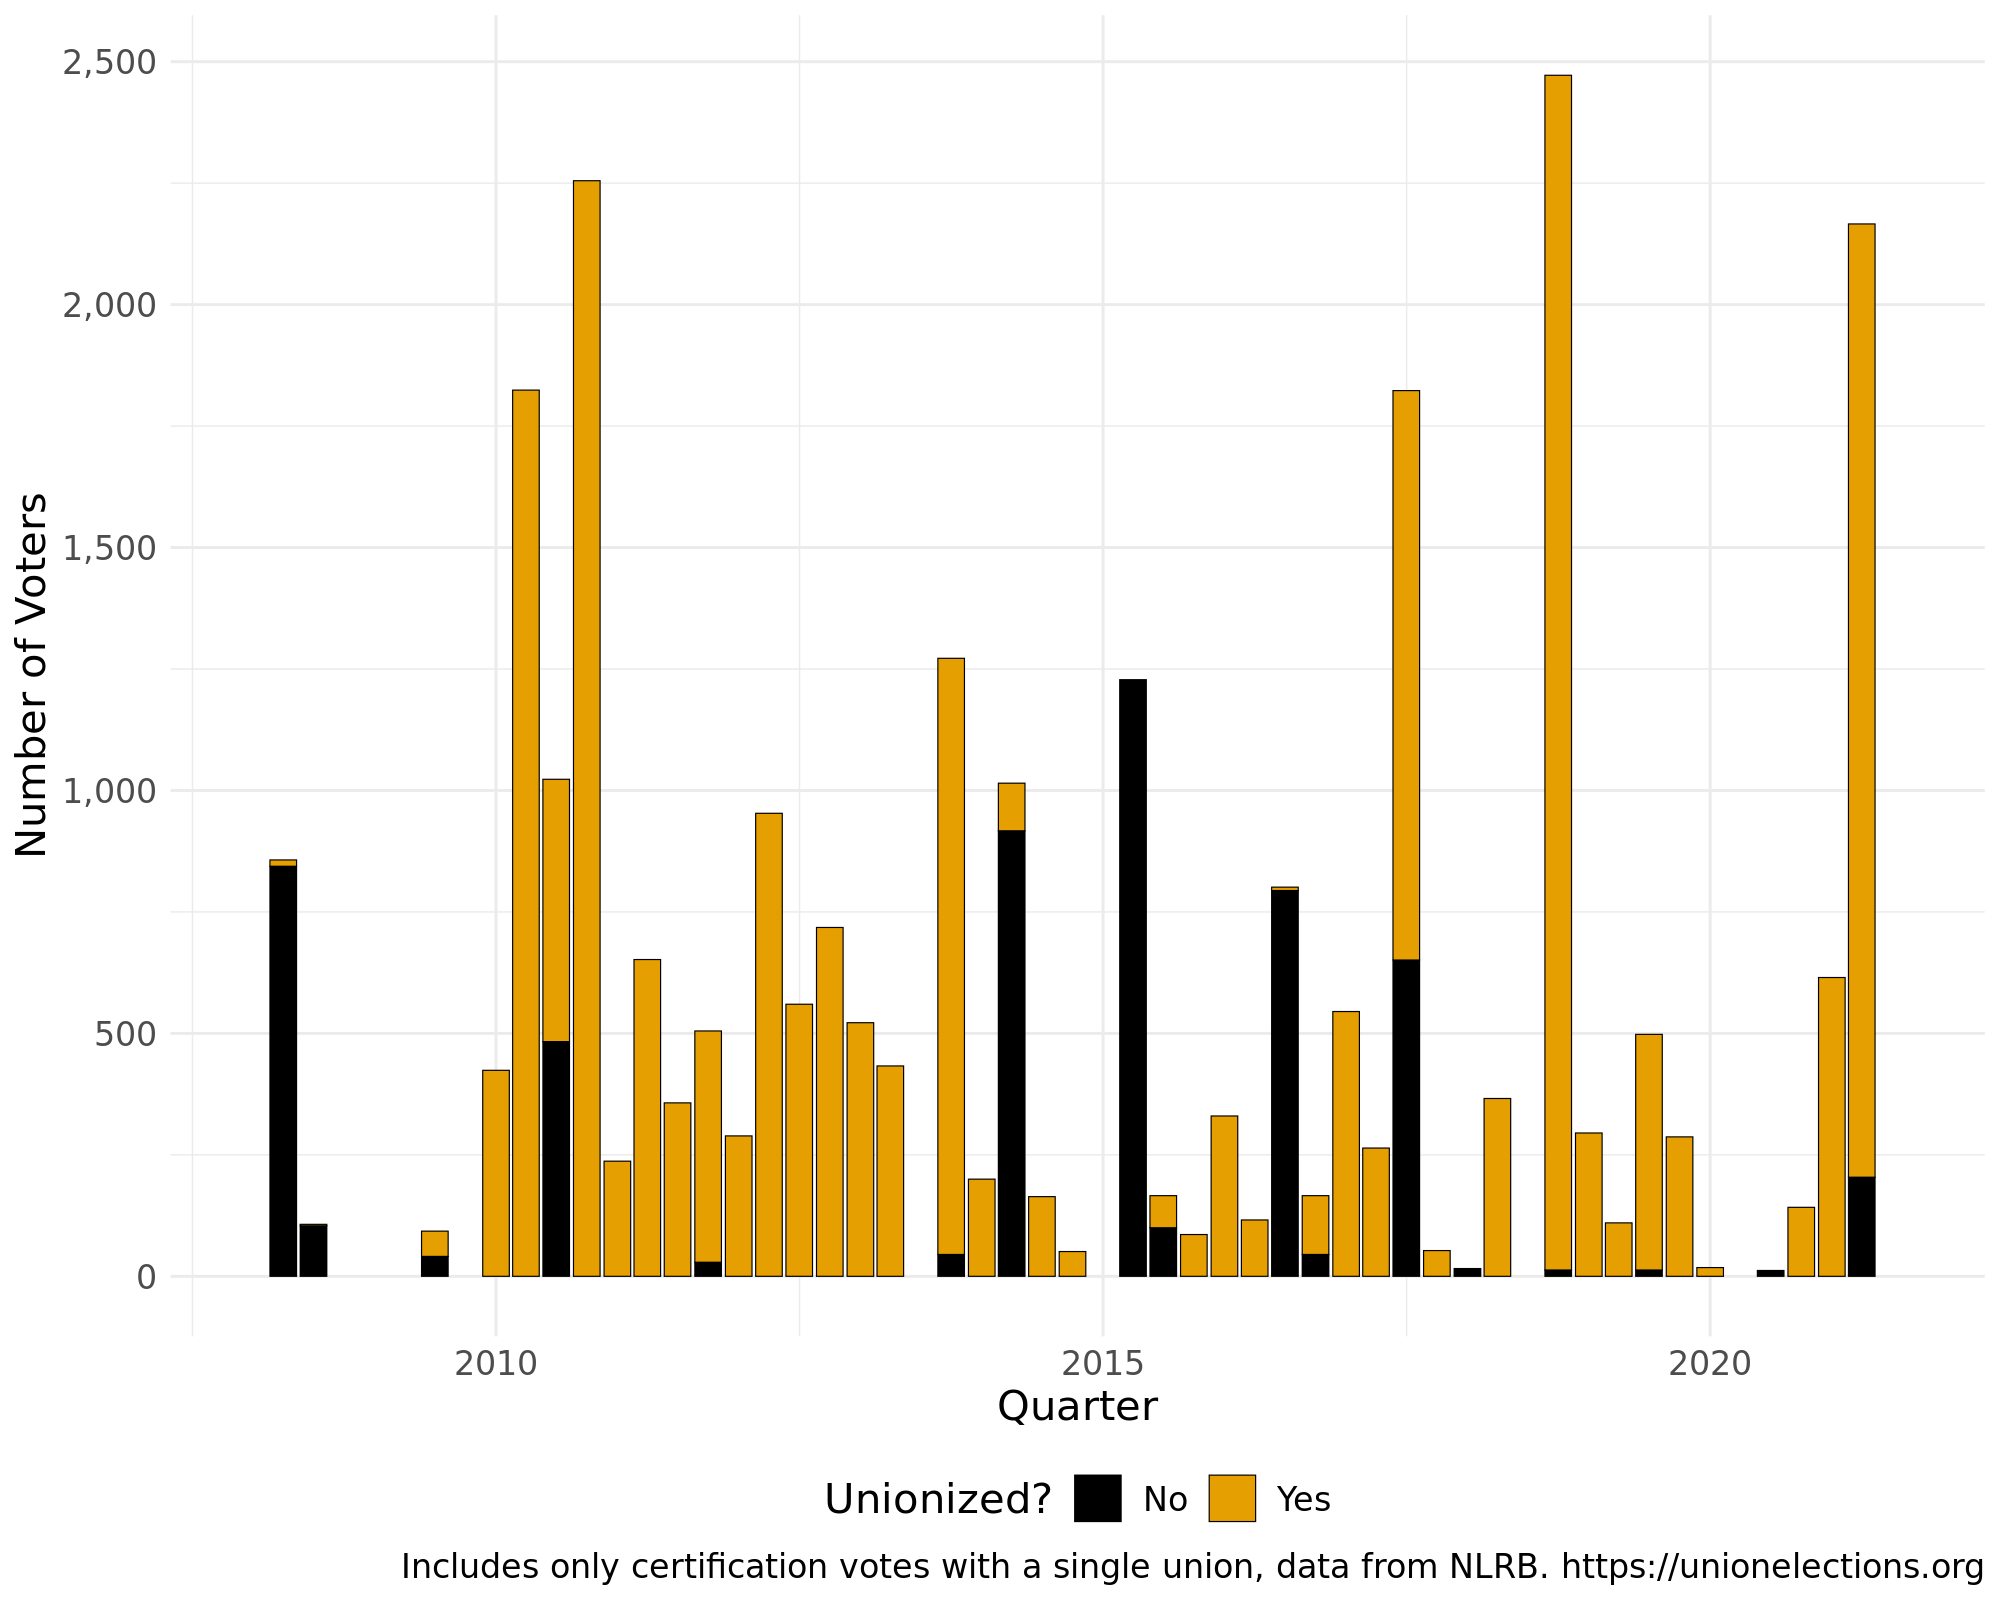 2,500
2,000
1,500
1,000
500
0
Number of Voters
2010 2015 2020
Quarter
Unionized? No Yes
Includes only certification votes with a single union, data from NLRB. https://unionelections.org